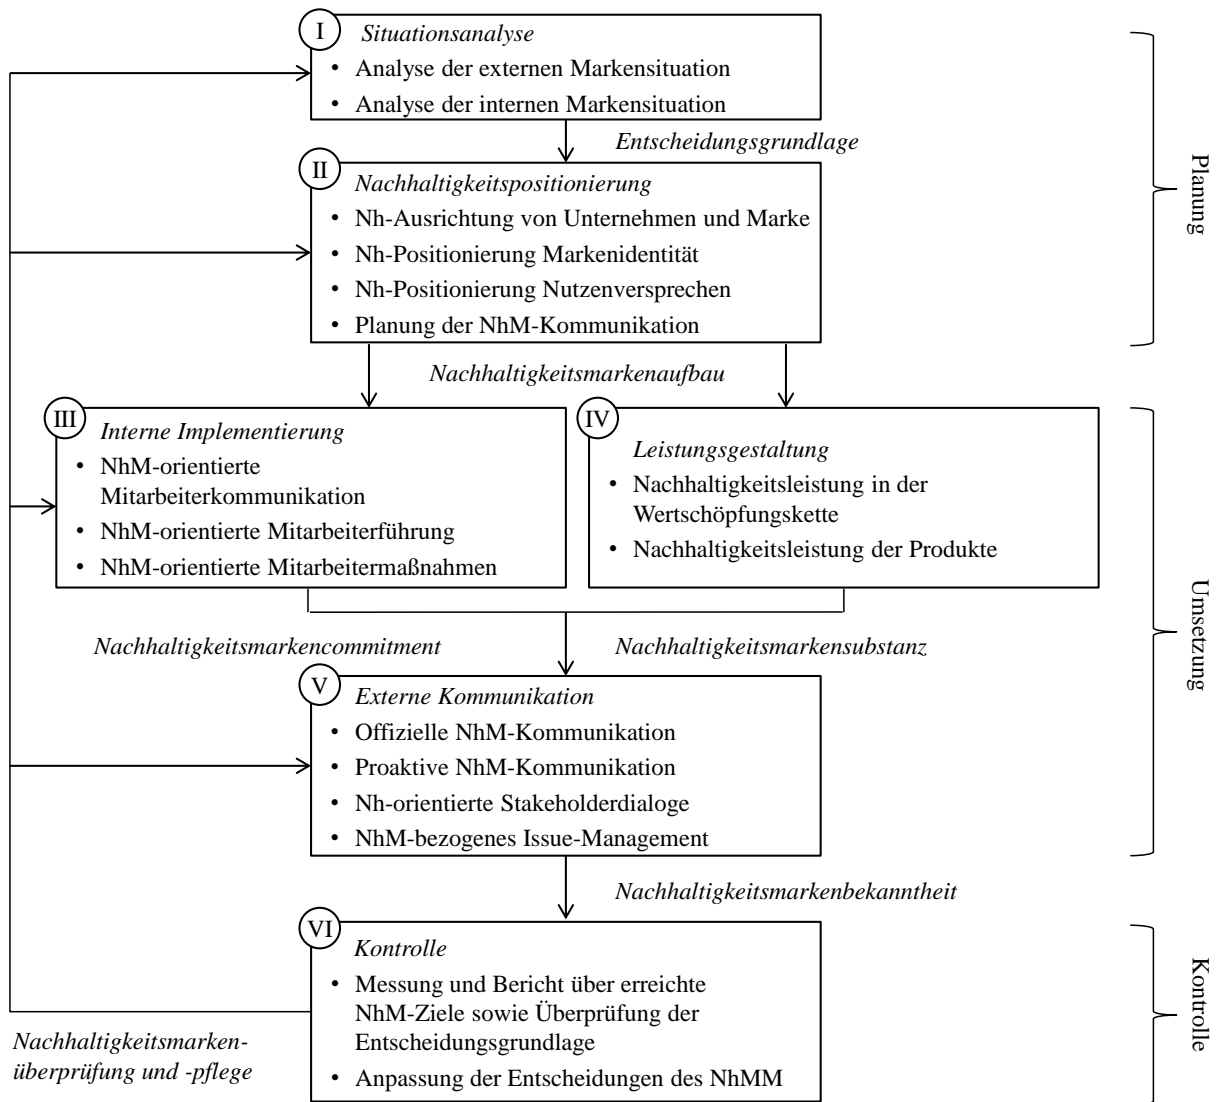 I
Situationsanalyse
• Analyse der externen Markensituation
• Analyse der internen Markensituation
Entscheidungsgrundlage
II
Nachhaltigkeitspositionierung
• Nh-Ausrichtung von Unternehmen und Marke
• Nh-Positionierung Markenidentität
• Nh-Positionierung Nutzenversprechen
• Planung der NhM-Kommunikation
Planung
Nachhaltigkeitsmarkenaufbau
III
Interne Implementierung
• NhM-orientierte
Mitarbeiterkommunikation
• NhM-orientierte Mitarbeiterführung
• NhM-orientierte Mitarbeitermaßnahmen
IV
Leistungsgestaltung
• Nachhaltigkeitsleistung in der
Wertschöpfungskette
• Nachhaltigkeitsleistung der Produkte
Nachhaltigkeitsmarkencommitment
Nachhaltigkeitsmarkensubstanz
V
Externe Kommunikation
• Offizielle NhM-Kommunikation
• Proaktive NhM-Kommunikation
• Nh-orientierte Stakeholderdialoge
• NhM-bezogenes Issue-Management
Umsetzung
Nachhaltigkeitsmarkenbekanntheit
VI
Kontrolle
• Messung und Bericht über erreichte
NhM-Ziele sowie Überprüfung der
Entscheidungsgrundlage
• Anpassung der Entscheidungen des NhMM
Kontrolle
Nachhaltigkeitsmarken-
überprüfung und -pflege